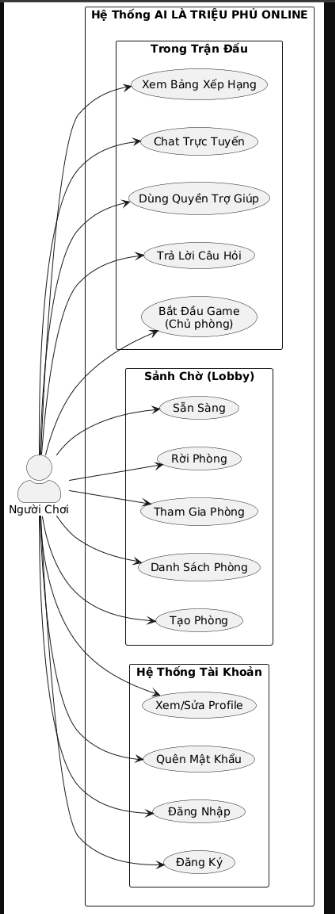 Hệ Thống AI LÀ TRIỆU PHÚ ONLINE
Trong Trận Đấu
Xem Bảng Xếp Hạng
Chat Trực Tuyến
Dùng Quyền Trợ Giúp
Trả Lời Câu Hỏi
Bắt Đầu Game
(Chủ phòng)
Sảnh Chờ (Lobby)
Sẵn Sàng
Rời Phòng
Người Chơi
Tham Gia Phòng
Danh Sách Phòng
Tạo Phòng
Hệ Thống Tài Khoản
Xem/Sửa Profile
Quên Mật Khẩu
Đăng Nhập
Đăng Ký